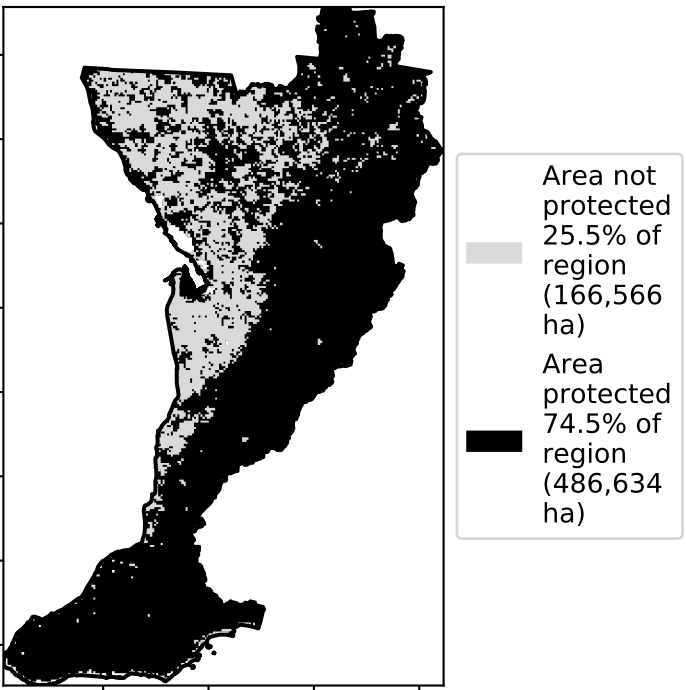 Area not
protected
25.5% of
region
(166,566
ha)
Area
protected
74.5% of
region
(486,634
ha)